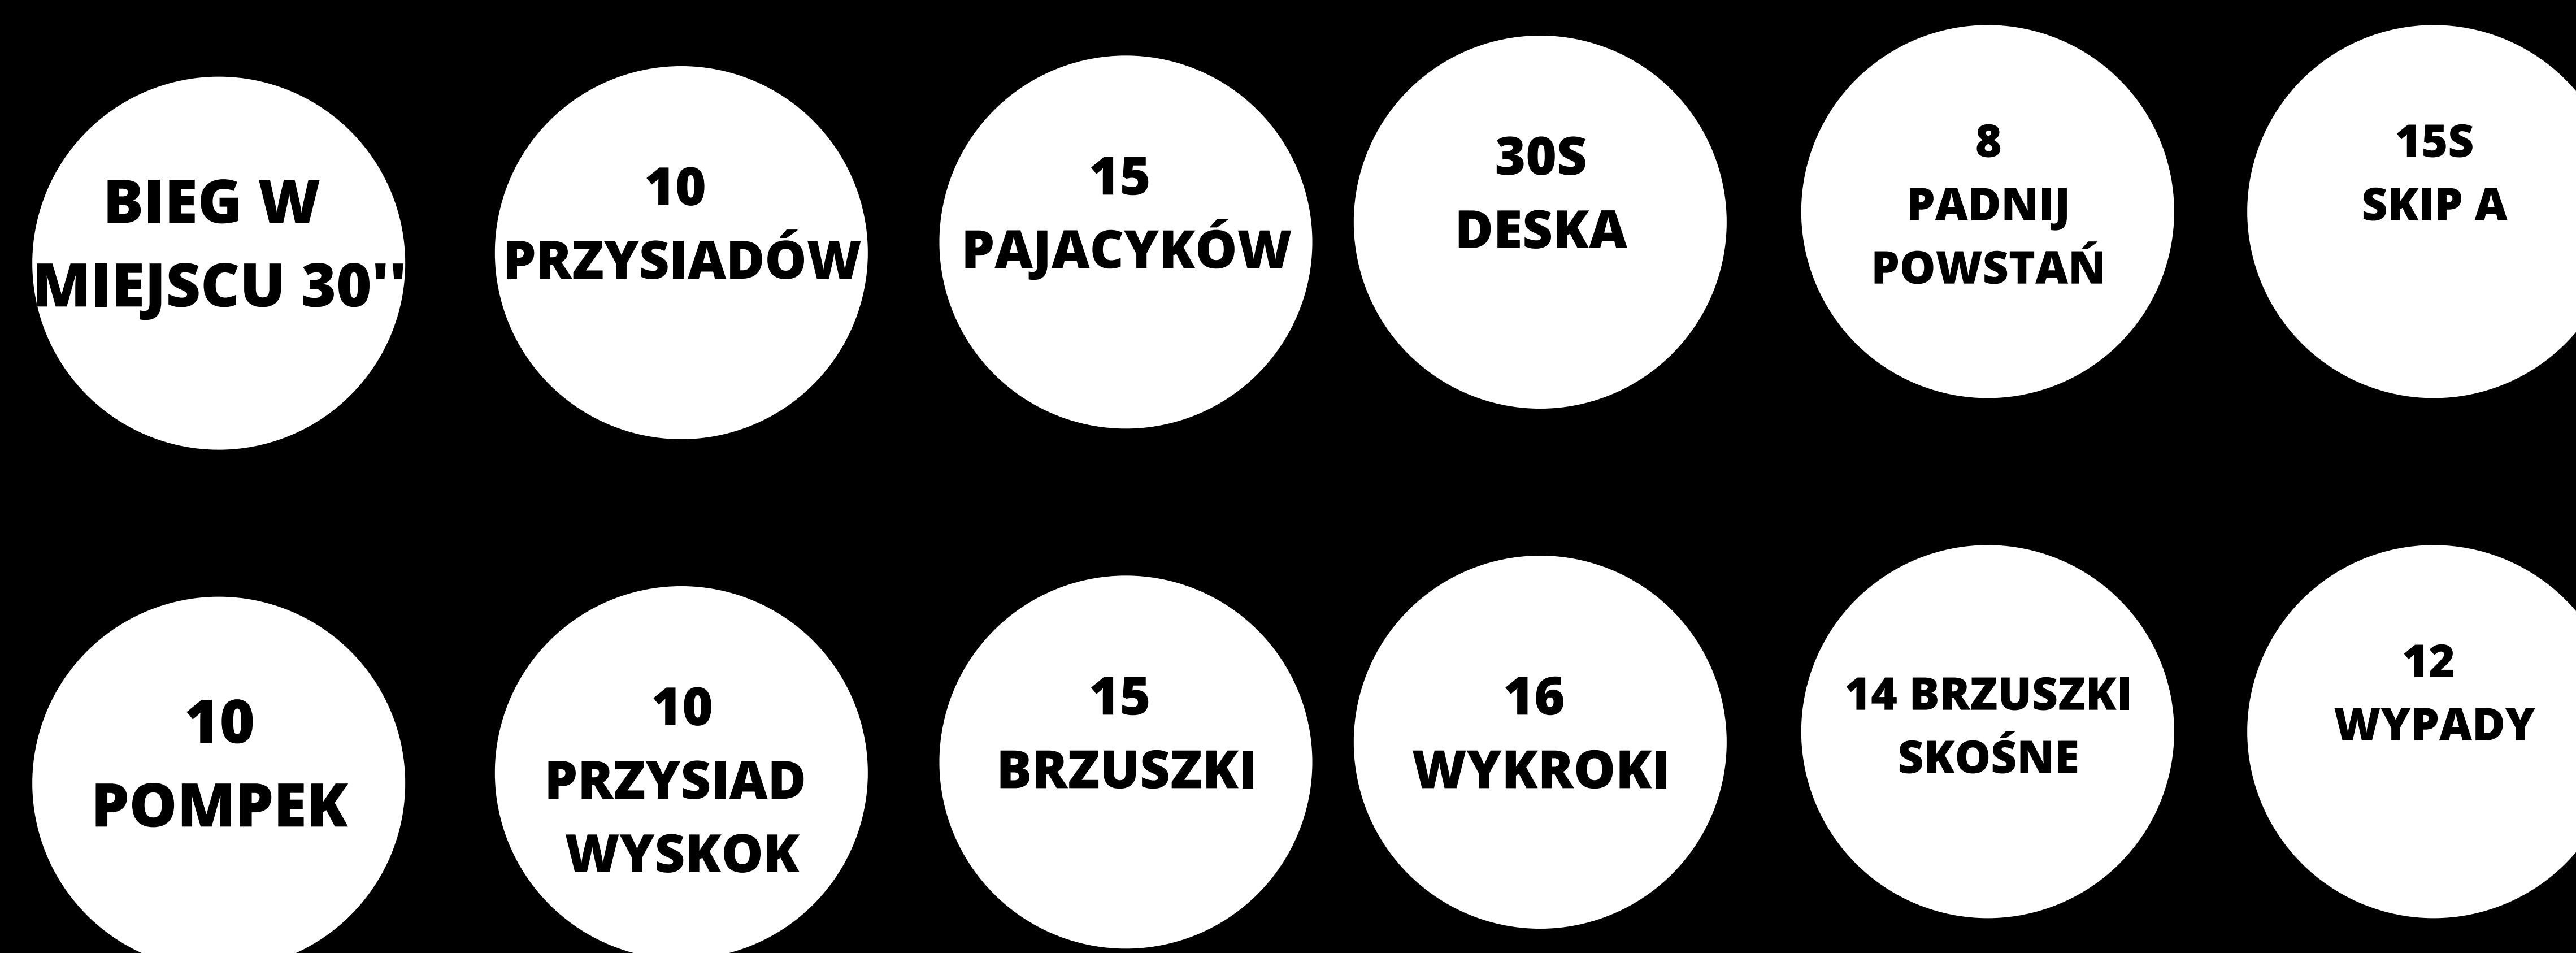 BIEG W
MIEJSCU 30''
10
PRZYSIADÓW
15
PAJACYKÓW
30S
DESKA
8
PADNIJ
POWSTAŃ
15S
SKIP A
10
POMPEK
10
PRZYSIAD
WYSKOK
15
BRZUSZKI
16
WYKROKI
14 BRZUSZKI
SKOŚNE
12
WYPADY